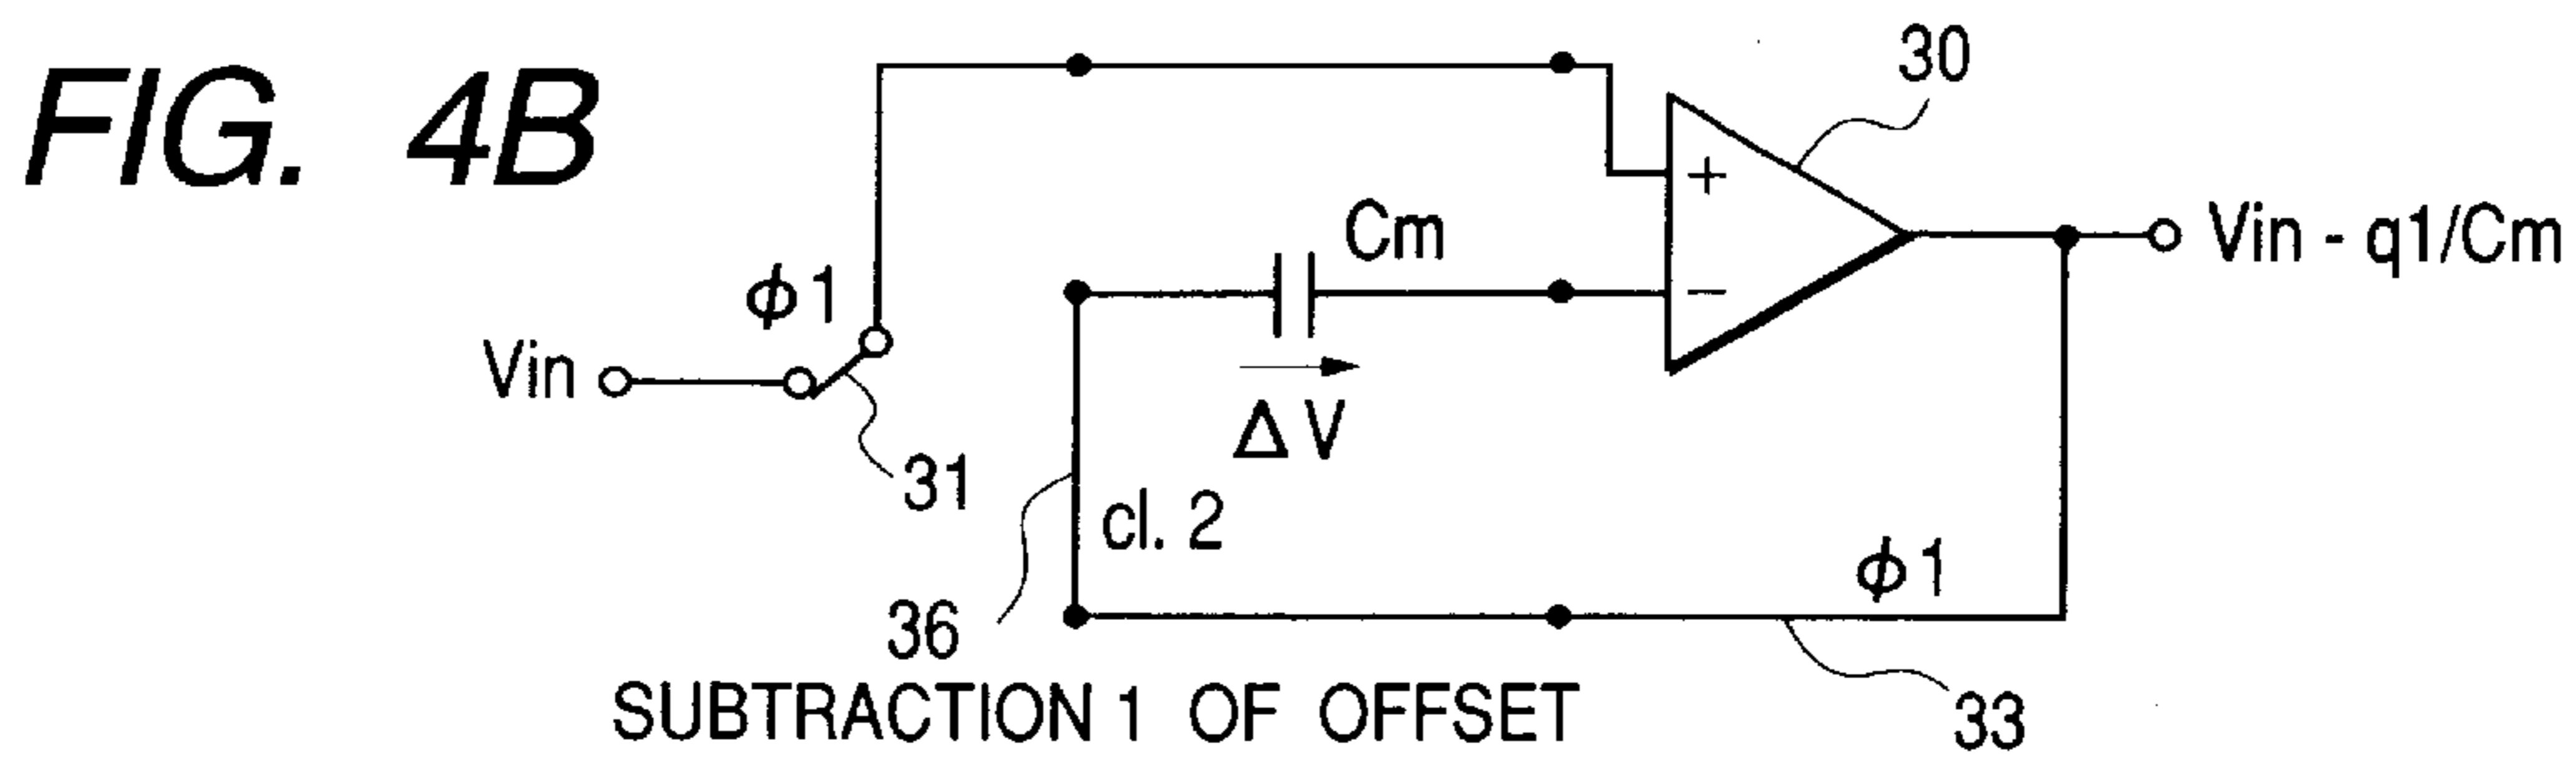 FIG. 4B
30
+
Cm
Vin - q1/Cm
ϕ1
−
Vin
ΔV
31
cl. 2
ϕ1
36
33
SUBTRACTION 1 OF OFFSET